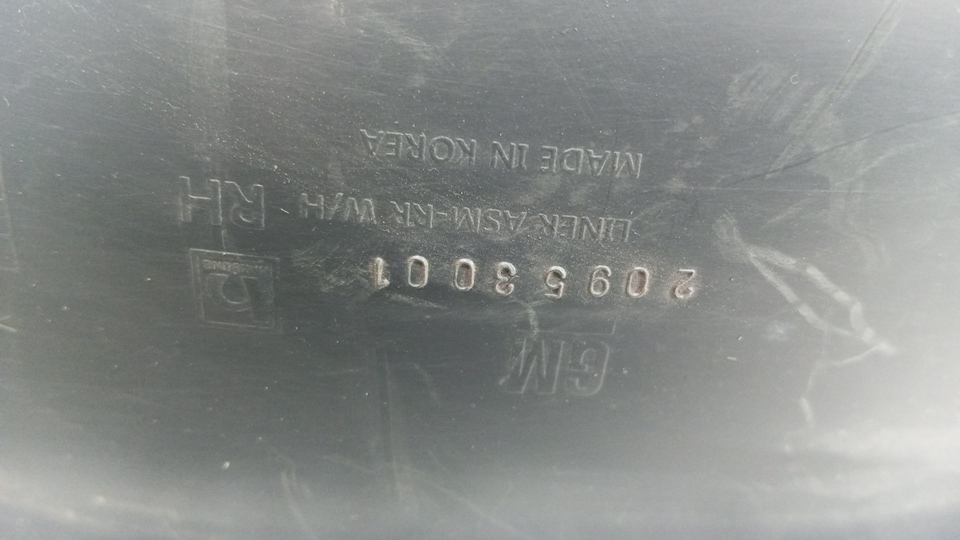 GM
20953001
LINER ASM-RR W/H RH
MADE IN KOREA